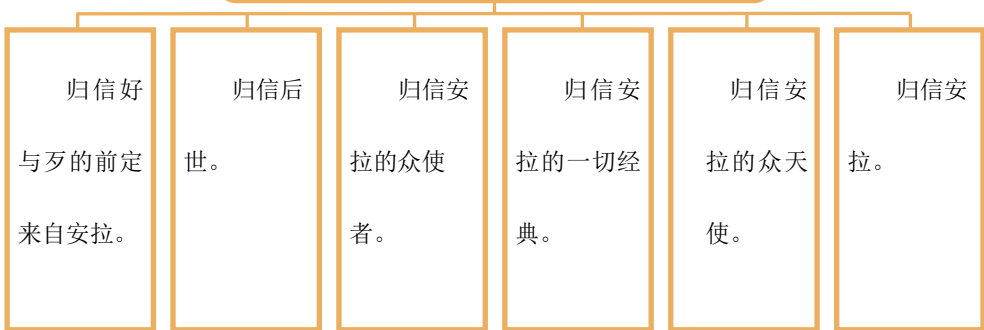 归信好
与歹的前定
来自安拉。
归信后
世。
归信安
拉的众使
者。
归信安
拉的一切经
典。
归信安
拉的众天
使。
归信安
拉。